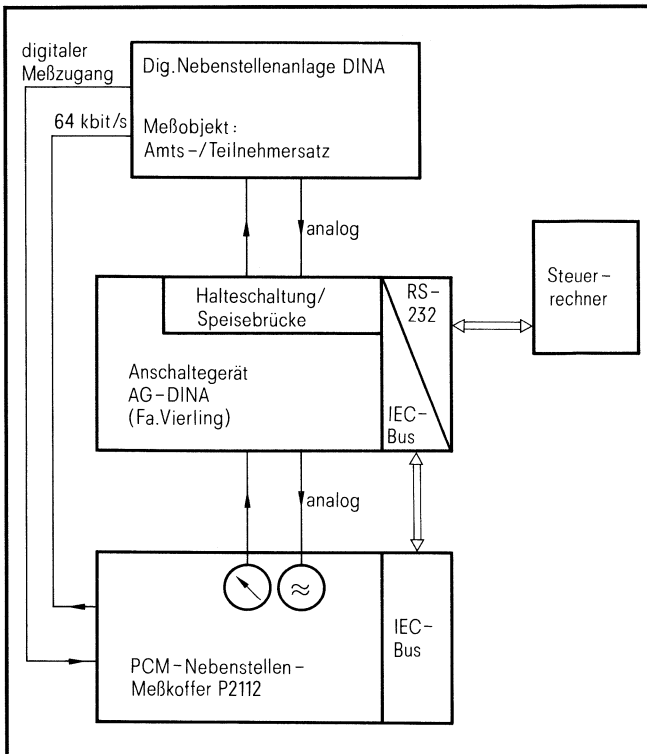 digitaler
Meßzugang
64 kbit/s
Dig.Nebenstellenanlage DINA
Meßobjekt:
Amts-/Teilnehmersatz
analog
Halteschaltung/
Speisebrücke
RS-
232
Steuer-
rechner
Anschaltegerät
AG-DINA
(Fa.Vierling)
IEC-
Bus
analog
≈
IEC-
Bus
PCM-Nebenstellen-
Meßkoffer P2112